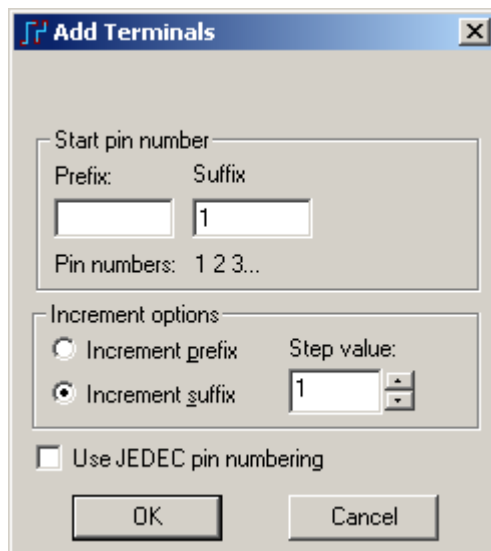 Add Terminals
Start pin number
Prefix: Suffix
1
Pin numbers: 1 2 3...
Increment options
Increment prefix Step value:
Increment suffix 1
Use JEDEC pin numbering
OK Cancel